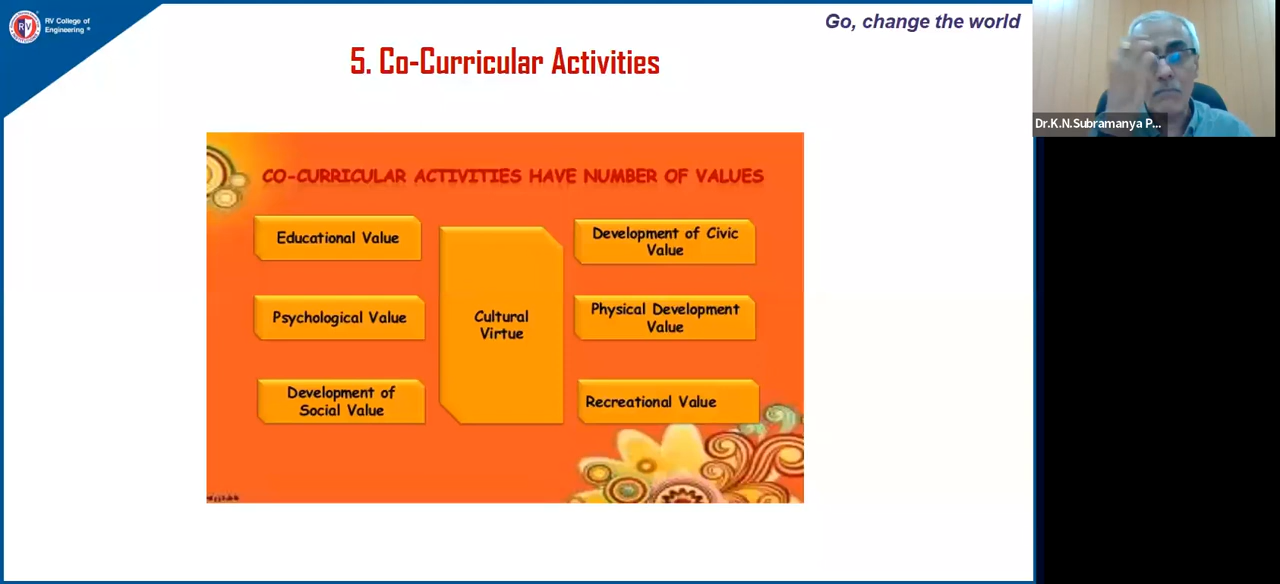 RV College of
Engineering
Go, change the world
5. Co-Curricular Activities
CO-CURRICULAR ACTIVITIES HAVE NUMBER OF VALUES
Educational Value
Psychological Value
Development of
Social Value
Cultural
Virtue
Development of Civic
Value
Physical Development
Value
Recreational Value
Dr.K.N.Subramanya P...